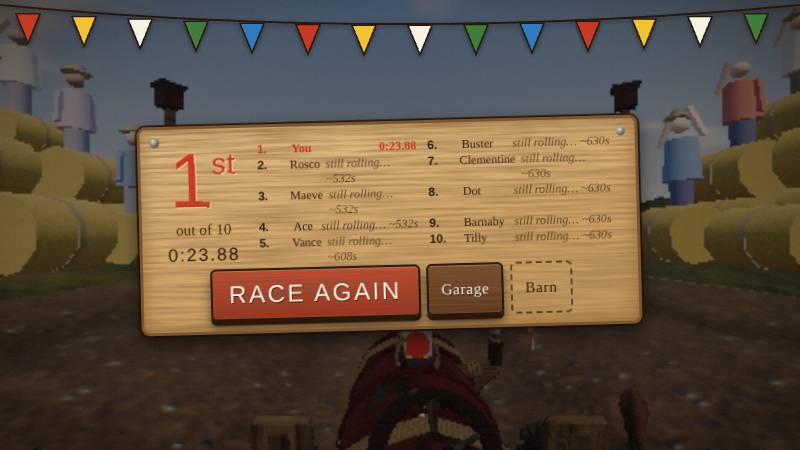 1st
out of 10
0:23.88
1. You 0:23.88
2. Rosco still rolling...
~532s
3. Maeve still rolling...
~532s
4. Ace still rolling... ~532s
5. Vance still rolling...
~608s
6. Buster still rolling... ~630s
7. Clementine still rolling...
~630s
8. Dot still rolling... ~630s
9. Barnaby still rolling... ~630s
10. Tilly still rolling... ~630s
RACE AGAIN
Garage
Barn